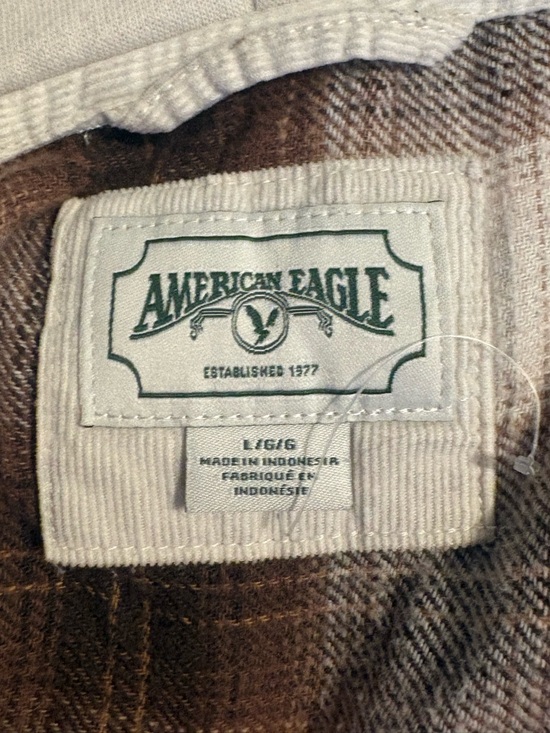 AMERICAN EAGLE
ESTABLISHED 1977
L/G/G
MADE IN INDONESIA
FABRIQUÉ EN
INDONÉSIE